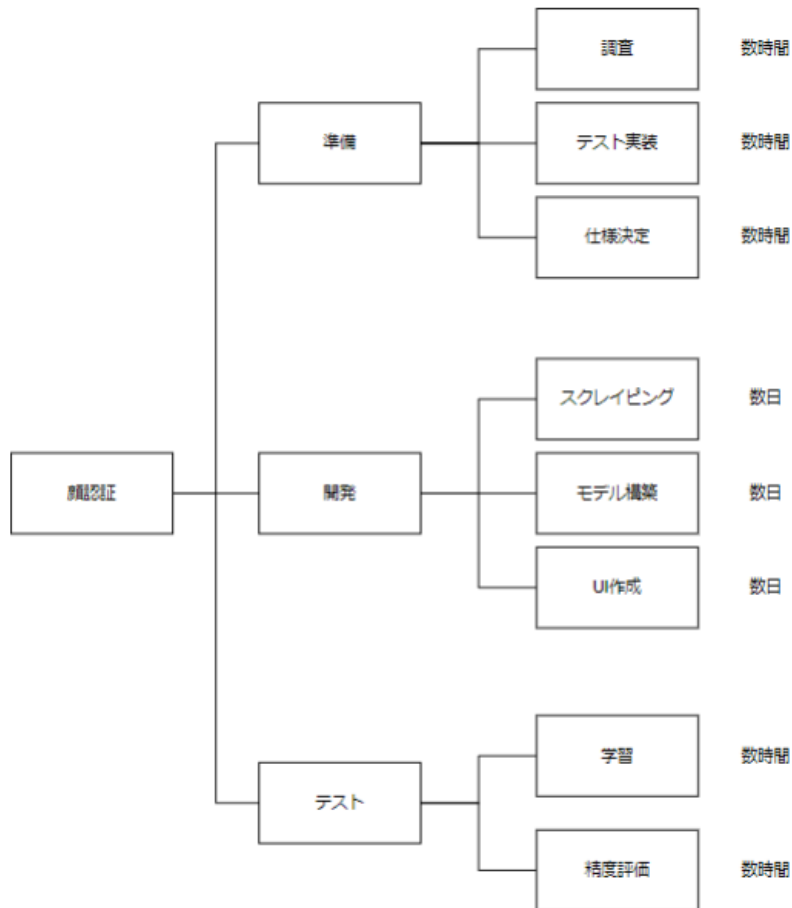 調査 数時間
準備 テスト実装 数時間
仕様決定 数時間
スクレイピング 数日
顔認証 開発 モデル構築 数日
UI作成 数日
学習 数時間
テスト
精度評価 数時間